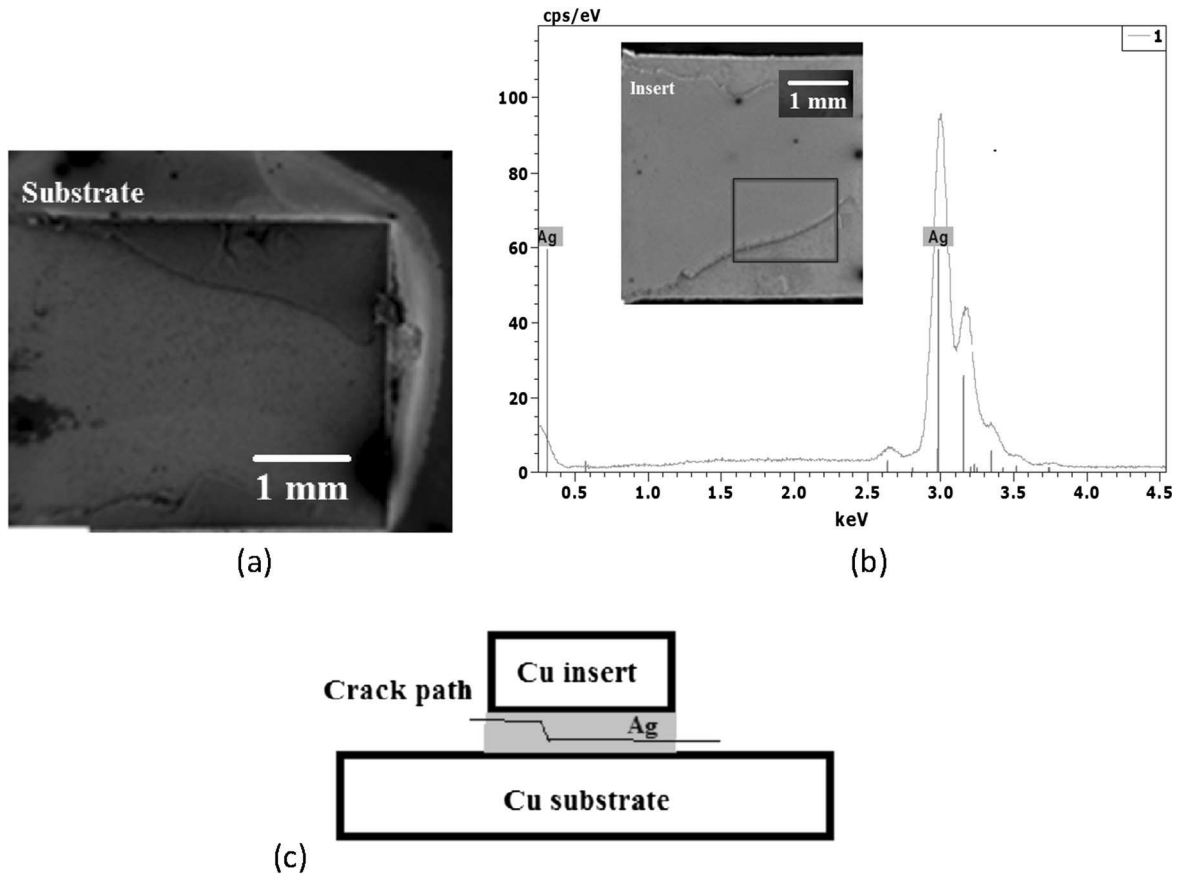 Substrate
1 mm
(a)
cps/eV
1
100
80
60
40
20
0
Ag
Ag
Insert
1 mm
0.5 1.0 1.5 2.0 2.5 3.0 3.5 4.0 4.5
keV
(b)
Crack path
Cu insert
Ag
Cu substrate
(c)